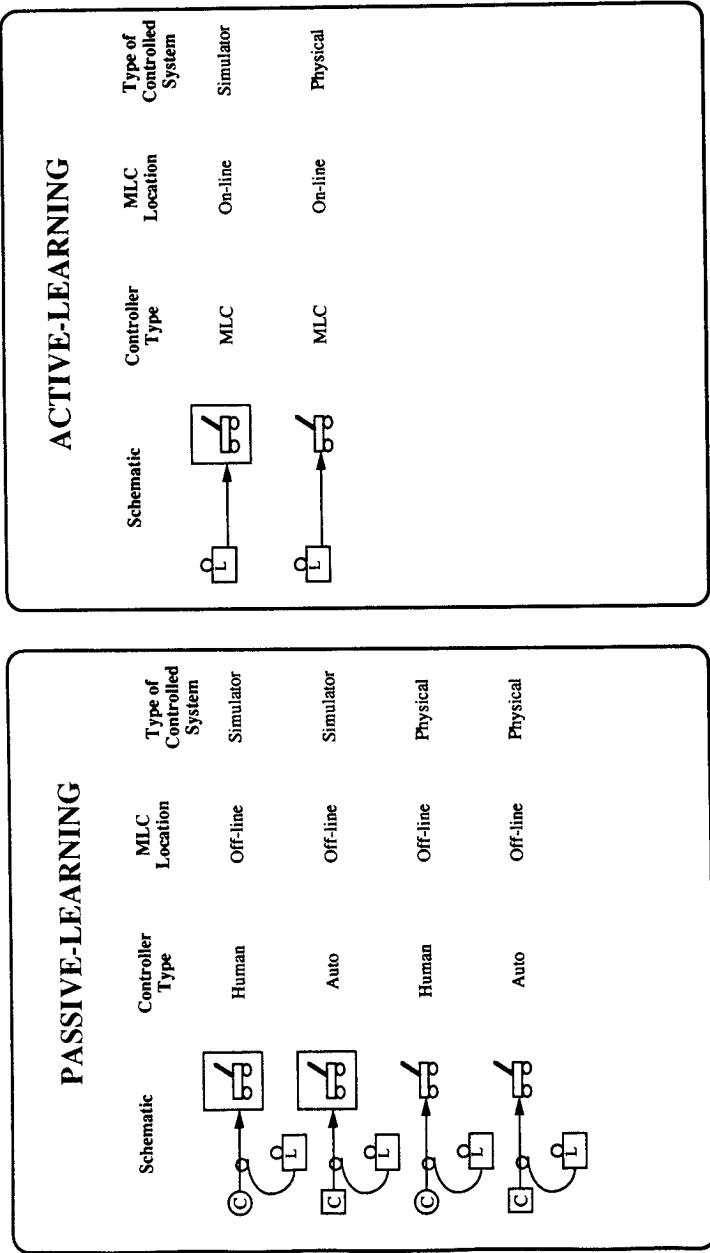 PASSIVE-LEARNING
Schematic
Controller
Type
MLC
Location
Type of
Controlled
System
C
L
Human
Off-line
Simulator
C
L
Auto
Off-line
Simulator
C
L
Human
Off-line
Physical
C
L
Auto
Off-line
Physical
ACTIVE-LEARNING
Schematic
Controller
Type
MLC
Location
Type of
Controlled
System
L
MLC
On-line
Simulator
L
MLC
On-line
Physical